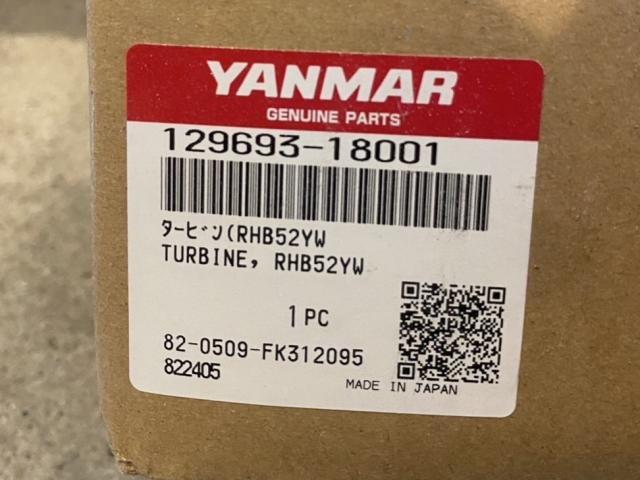 YANMAR
GENUINE PARTS
129693-18001
ﾀｰﾋﾞﾝ(RHB52YW
TURBINE, RHB52YW
1 PC
82-0509-FK312095
822405
MADE IN JAPAN